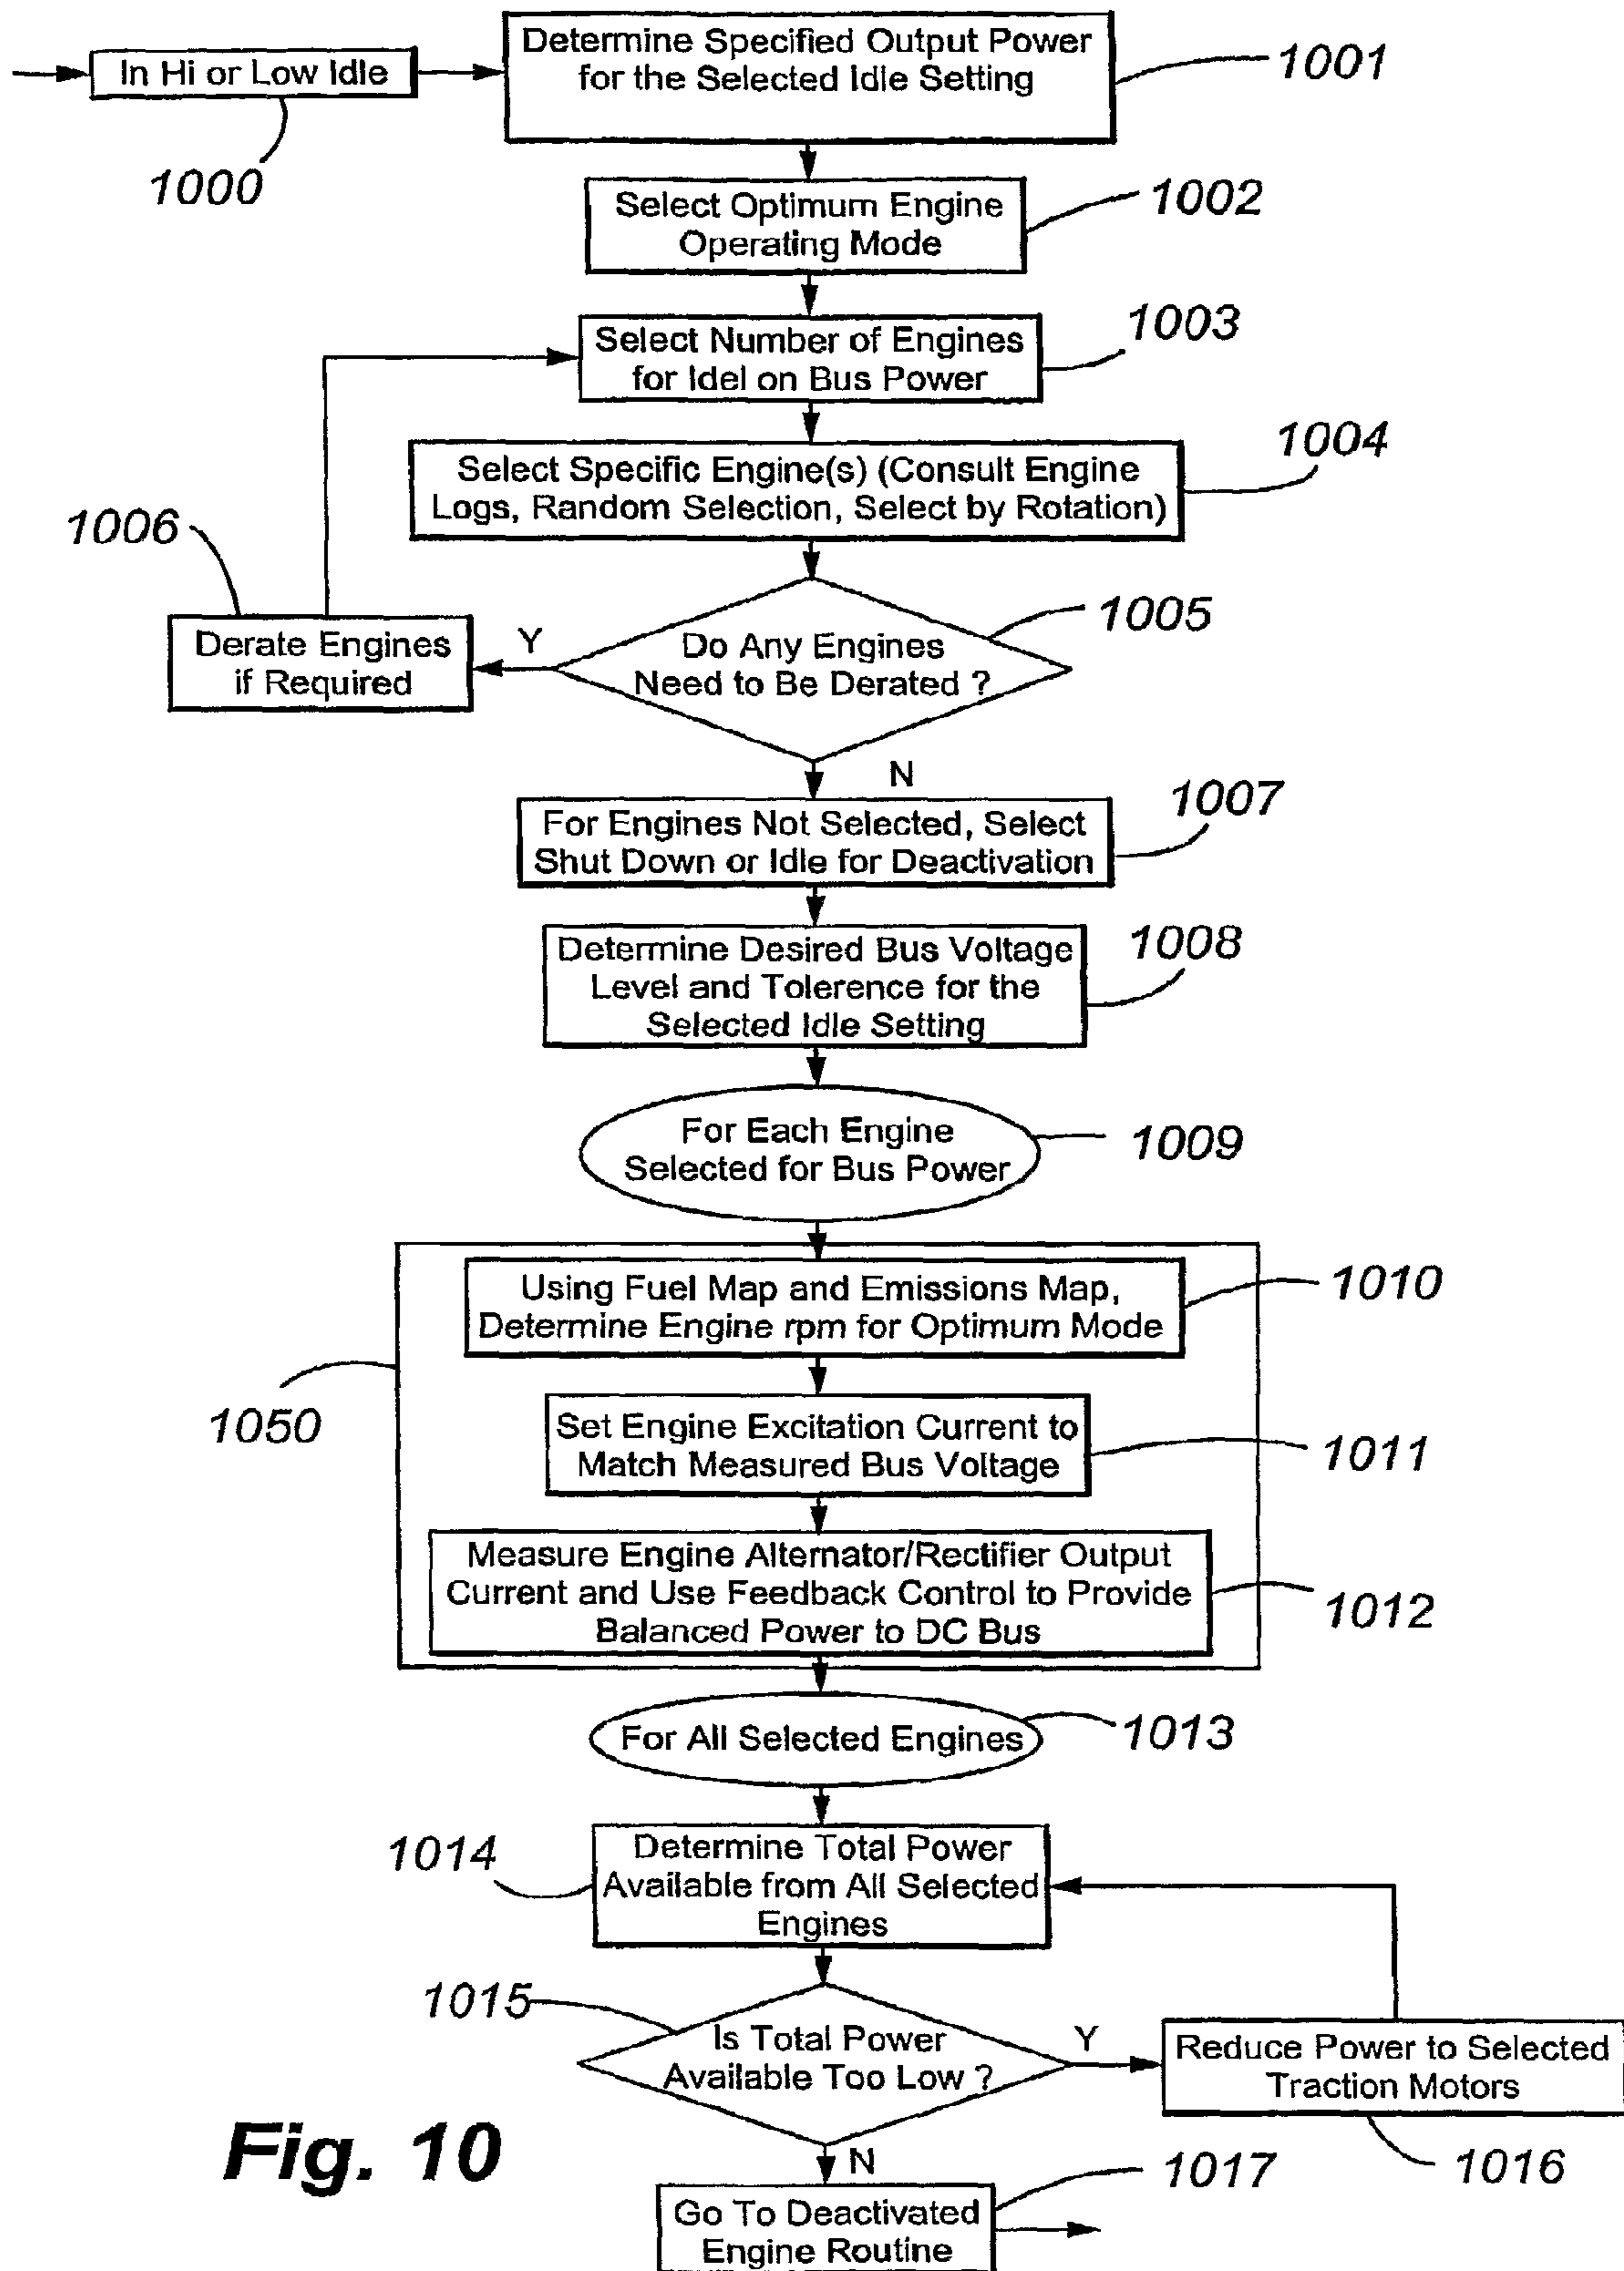 In Hi or Low Idle
1000
Determine Specified Output Power
for the Selected Idle Setting
1001
Select Optimum Engine
Operating Mode
1002
Select Number of Engines
for Idel on Bus Power
1003
Select Specific Engine(s) (Consult Engine
Logs, Random Selection, Select by Rotation)
1004
Do Any Engines
Need to Be Derated ?
1005
Y
Derate Engines
if Required
1006
N
For Engines Not Selected, Select
Shut Down or Idle for Deactivation
1007
Determine Desired Bus Voltage
Level and Tolerence for the
Selected Idle Setting
1008
For Each Engine
Selected for Bus Power
1009
1050
Using Fuel Map and Emissions Map,
Determine Engine rpm for Optimum Mode
1010
Set Engine Excitation Current to
Match Measured Bus Voltage
1011
Measure Engine Alternator/Rectifier Output
Current and Use Feedback Control to Provide
Balanced Power to DC Bus
1012
For All Selected Engines
1013
Determine Total Power
Available from All Selected
Engines
1014
Is Total Power
Available Too Low ?
1015
Y
Reduce Power to Selected
Traction Motors
1016
N
Go To Deactivated
Engine Routine
1017
Fig. 10